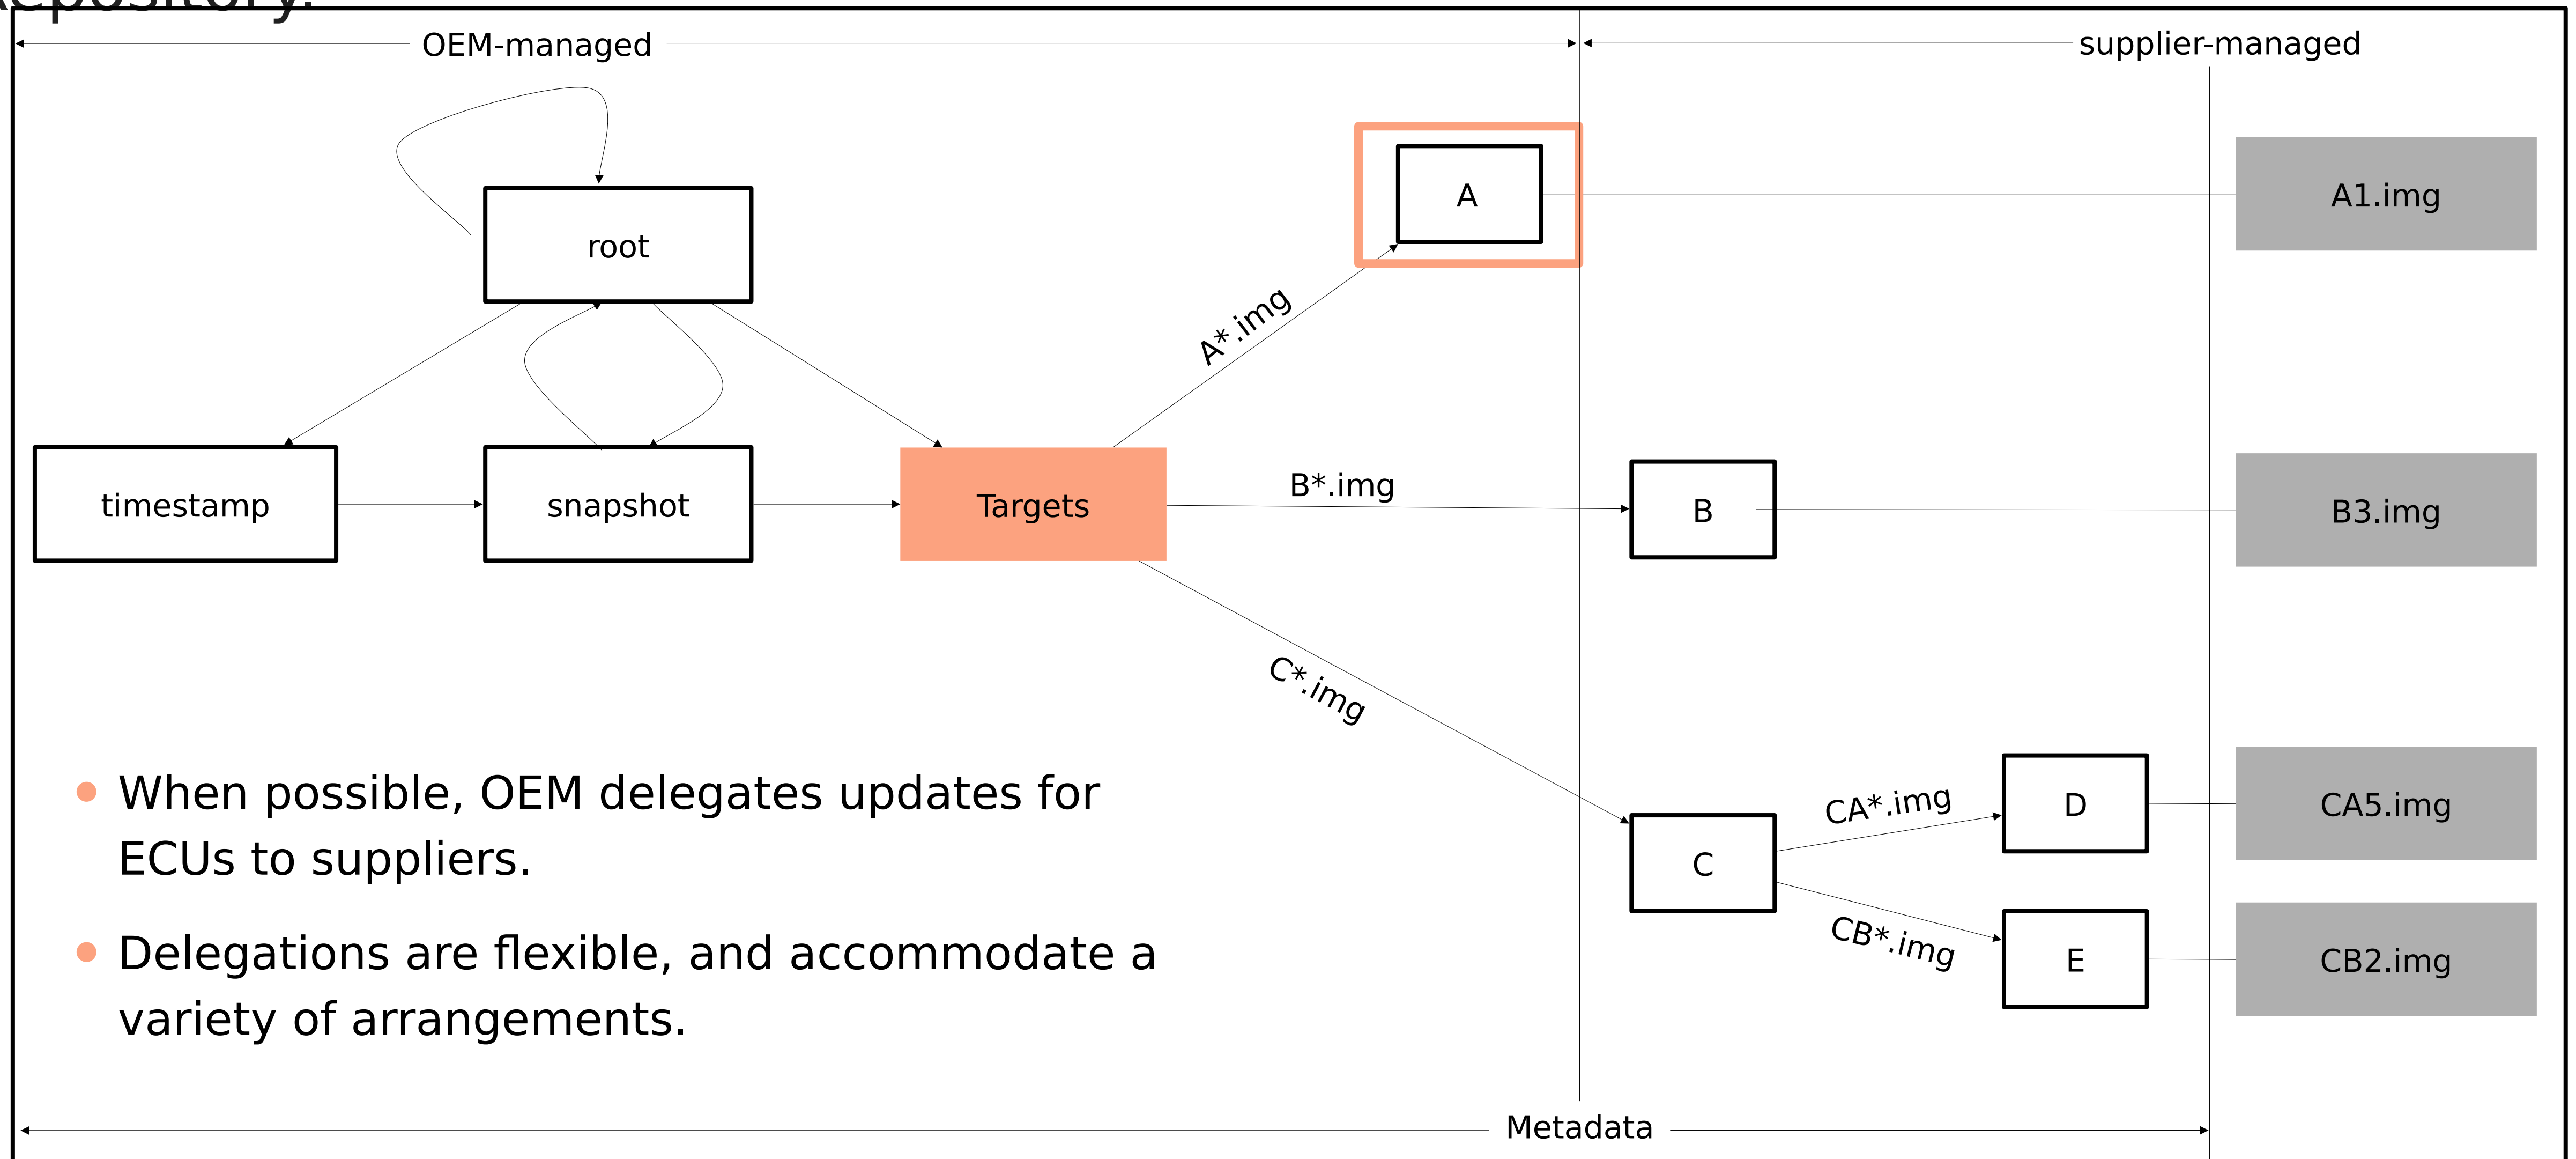 OEM-managed
supplier-managed
A
A1.img
root
A*.img
timestamp
snapshot
Targets
B*.img
B
B3.img
C*.img
When possible, OEM delegates updates for
ECUs to suppliers.
Delegations are flexible, and accommodate a
variety of arrangements.
C
CA*.img
D
CA5.img
CB*.img
E
CB2.img
Metadata